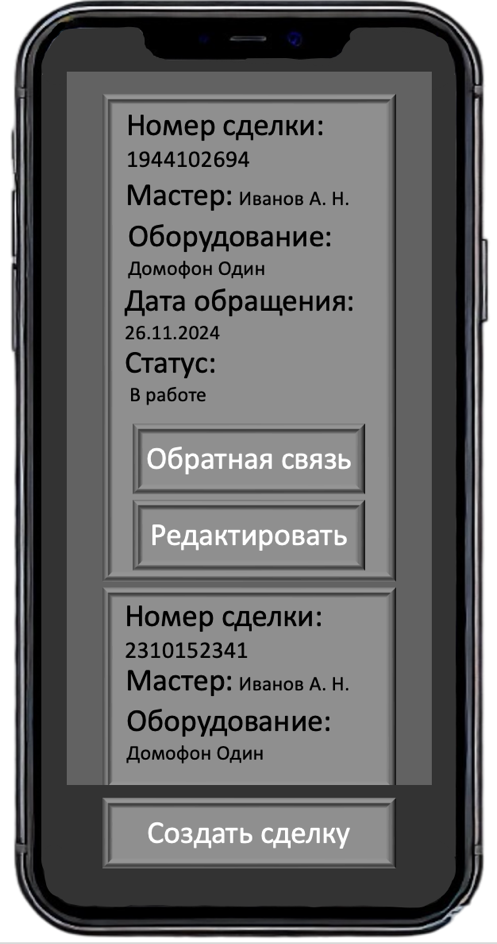 Номер сделки:
1944102694
Мастер: Иванов А. Н.
Оборудование:
Домофон Один
Дата обращения:
26.11.2024
Статус:
В работе
Обратная связь
Редактировать
Номер сделки:
2310152341
Мастер: Иванов А. Н.
Оборудование:
Домофон Один
Создать сделку